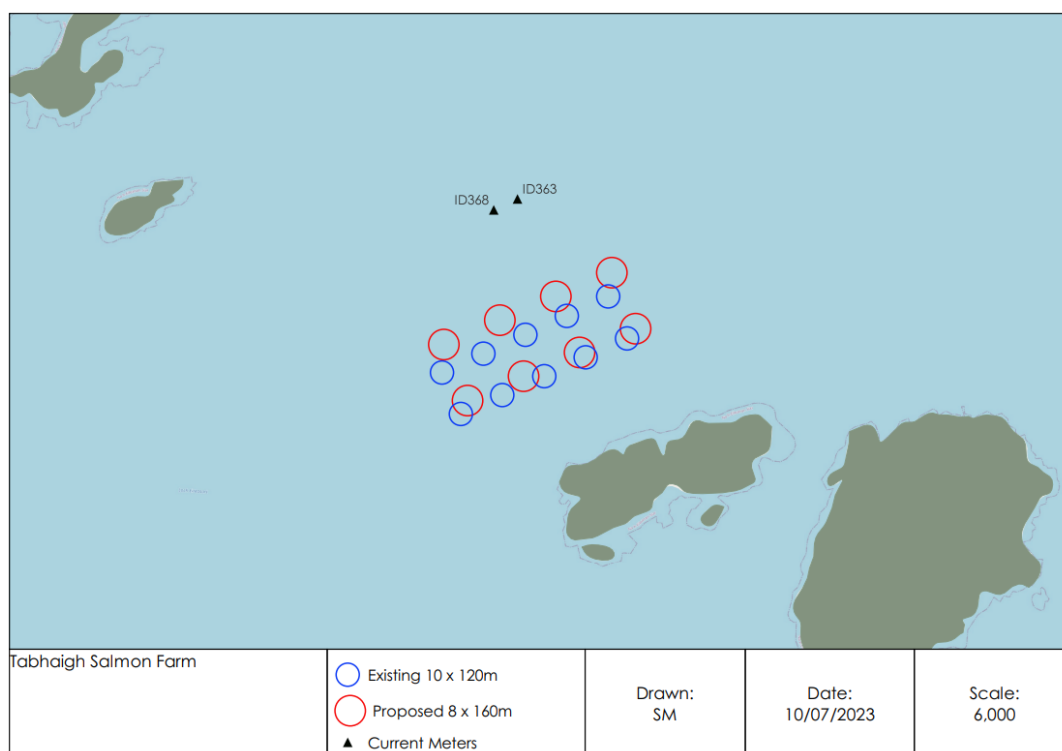 ID363
ID368
Tabhaigh Salmon Farm
Existing 10 x 120m
Proposed 8 x 160m
Current Meters
Drawn:
SM
Date:
10/07/2023
Scale:
6,000